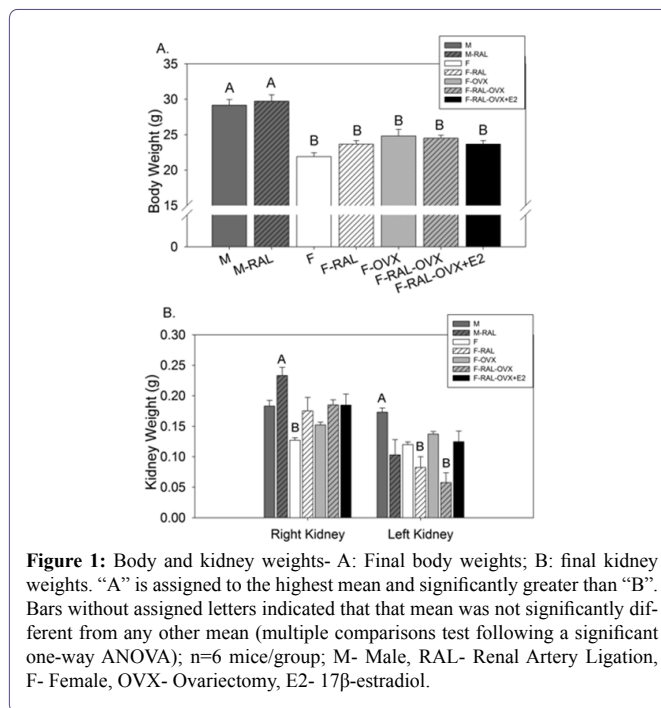 A.
M
M-RAL
F
F-RAL
F-OVX
F-RAL-OVX
F-RAL-OVX+E2
35
30
25
20
15
0
Body Weight (g)
A A B B B B B
M M-RAL F F-RAL F-OVX F-RAL-OVX F-RAL-OVX+E2
B.
M
M-RAL
F
F-RAL
F-OVX
F-RAL-OVX
F-RAL-OVX+E2
0.30
0.25
0.20
0.15
0.10
0.05
0.00
Kidney Weight (g)
A B A B B
Right Kidney Left Kidney
Figure 1: Body and kidney weights- A: Final body weights; B: final kidney
weights. “A” is assigned to the highest mean and significantly greater than “B”.
Bars without assigned letters indicated that that mean was not significantly dif-
ferent from any other mean (multiple comparisons test following a significant
one-way ANOVA); n=6 mice/group; M- Male, RAL- Renal Artery Ligation,
F- Female, OVX- Ovariectomy, E2- 17β-estradiol.